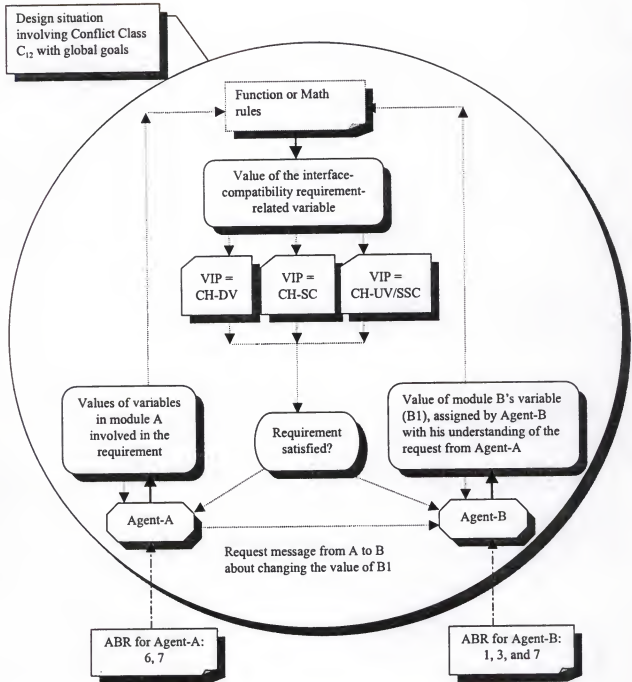 Design situation
involving Conflict Class
C₁₂ with global goals
Function or Math
rules
Value of the interface-
compatibility requirement-
related variable
VIP =
CH-DV
VIP =
CH-SC
VIP =
CH-UV/SSC
Values of variables
in module A
involved in the
requirement
Requirement
satisfied?
Value of module B's variable
(B1), assigned by Agent-B
with his understanding of the
request from Agent-A
Agent-A
Agent-B
Request message from A to B
about changing the value of B1
ABR for Agent-A:
6, 7
ABR for Agent-B:
1, 3, and 7